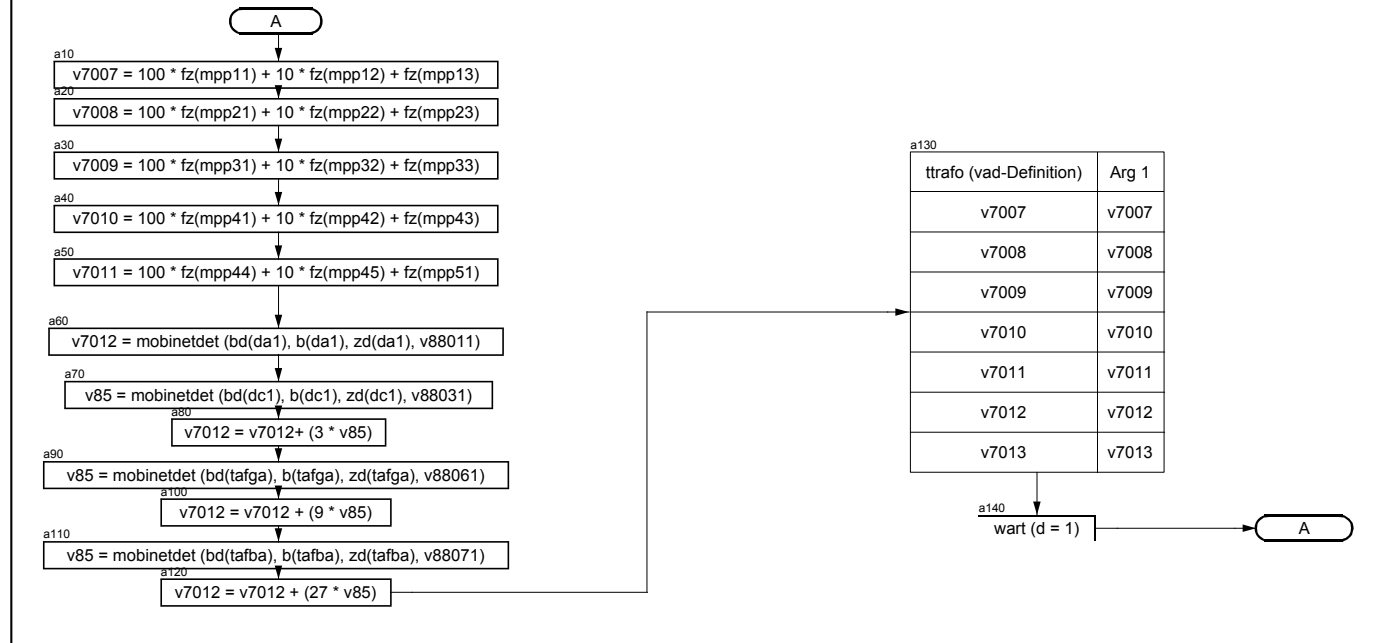 A
a10
v7007 = 100 * fz(mpp11) + 10 * fz(mpp12) + fz(mpp13)
a20
v7008 = 100 * fz(mpp21) + 10 * fz(mpp22) + fz(mpp23)
a30
v7009 = 100 * fz(mpp31) + 10 * fz(mpp32) + fz(mpp33)
a40
v7010 = 100 * fz(mpp41) + 10 * fz(mpp42) + fz(mpp43)
a50
v7011 = 100 * fz(mpp44) + 10 * fz(mpp45) + fz(mpp51)
a60
v7012 = mobinetdet (bd(da1), b(da1), zd(da1), v88011)
a70
v85 = mobinetdet (bd(dc1), b(dc1), zd(dc1), v88031)
a80
v7012 = v7012+ (3 * v85)
a90
v85 = mobinetdet (bd(tafga), b(tafga), zd(tafga), v88061)
a100
v7012 = v7012 + (9 * v85)
a110
v85 = mobinetdet (bd(tafba), b(tafba), zd(tafba), v88071)
a120
v7012 = v7012 + (27 * v85)
a130
ttrafo (vad-Definition) Arg 1
v7007 v7007
v7008 v7008
v7009 v7009
v7010 v7010
v7011 v7011
v7012 v7012
v7013 v7013
a140
wart (d = 1)
A